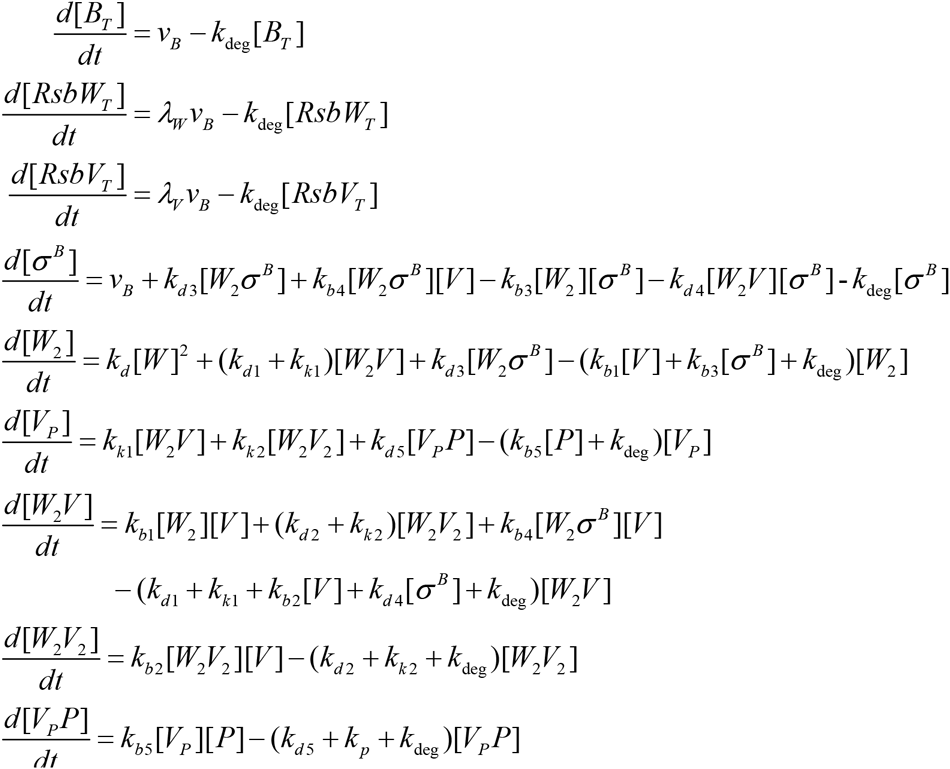 d[B_T]/dt = v_B − k_deg[B_T]
d[RsbW_T]/dt = λ_W v_B − k_deg[RsbW_T]
d[RsbV_T]/dt = λ_V v_B − k_deg[RsbV_T]
d[σ^B]/dt = v_B + k_d3[W_2σ^B] + k_b4[W_2σ^B][V] − k_b3[W_2][σ^B] − k_d4[W_2V][σ^B] - k_deg[σ^B]
d[W_2]/dt = k_d[W]^2 + (k_d1 + k_k1)[W_2V] + k_d3[W_2σ^B] − (k_b1[V] + k_b3[σ^B] + k_deg)[W_2]
d[V_P]/dt = k_k1[W_2V] + k_k2[W_2V_2] + k_d5[V_PP] − (k_b5[P] + k_deg)[V_P]
d[W_2V]/dt = k_b1[W_2][V] + (k_d2 + k_k2)[W_2V_2] + k_b4[W_2σ^B][V]
− (k_d1 + k_k1 + k_b2[V] + k_d4[σ^B] + k_deg)[W_2V]
d[W_2V_2]/dt = k_b2[W_2V_2][V] − (k_d2 + k_k2 + k_deg)[W_2V_2]
d[V_PP]/dt = k_b5[V_P][P] − (k_d5 + k_p + k_deg)[V_PP]